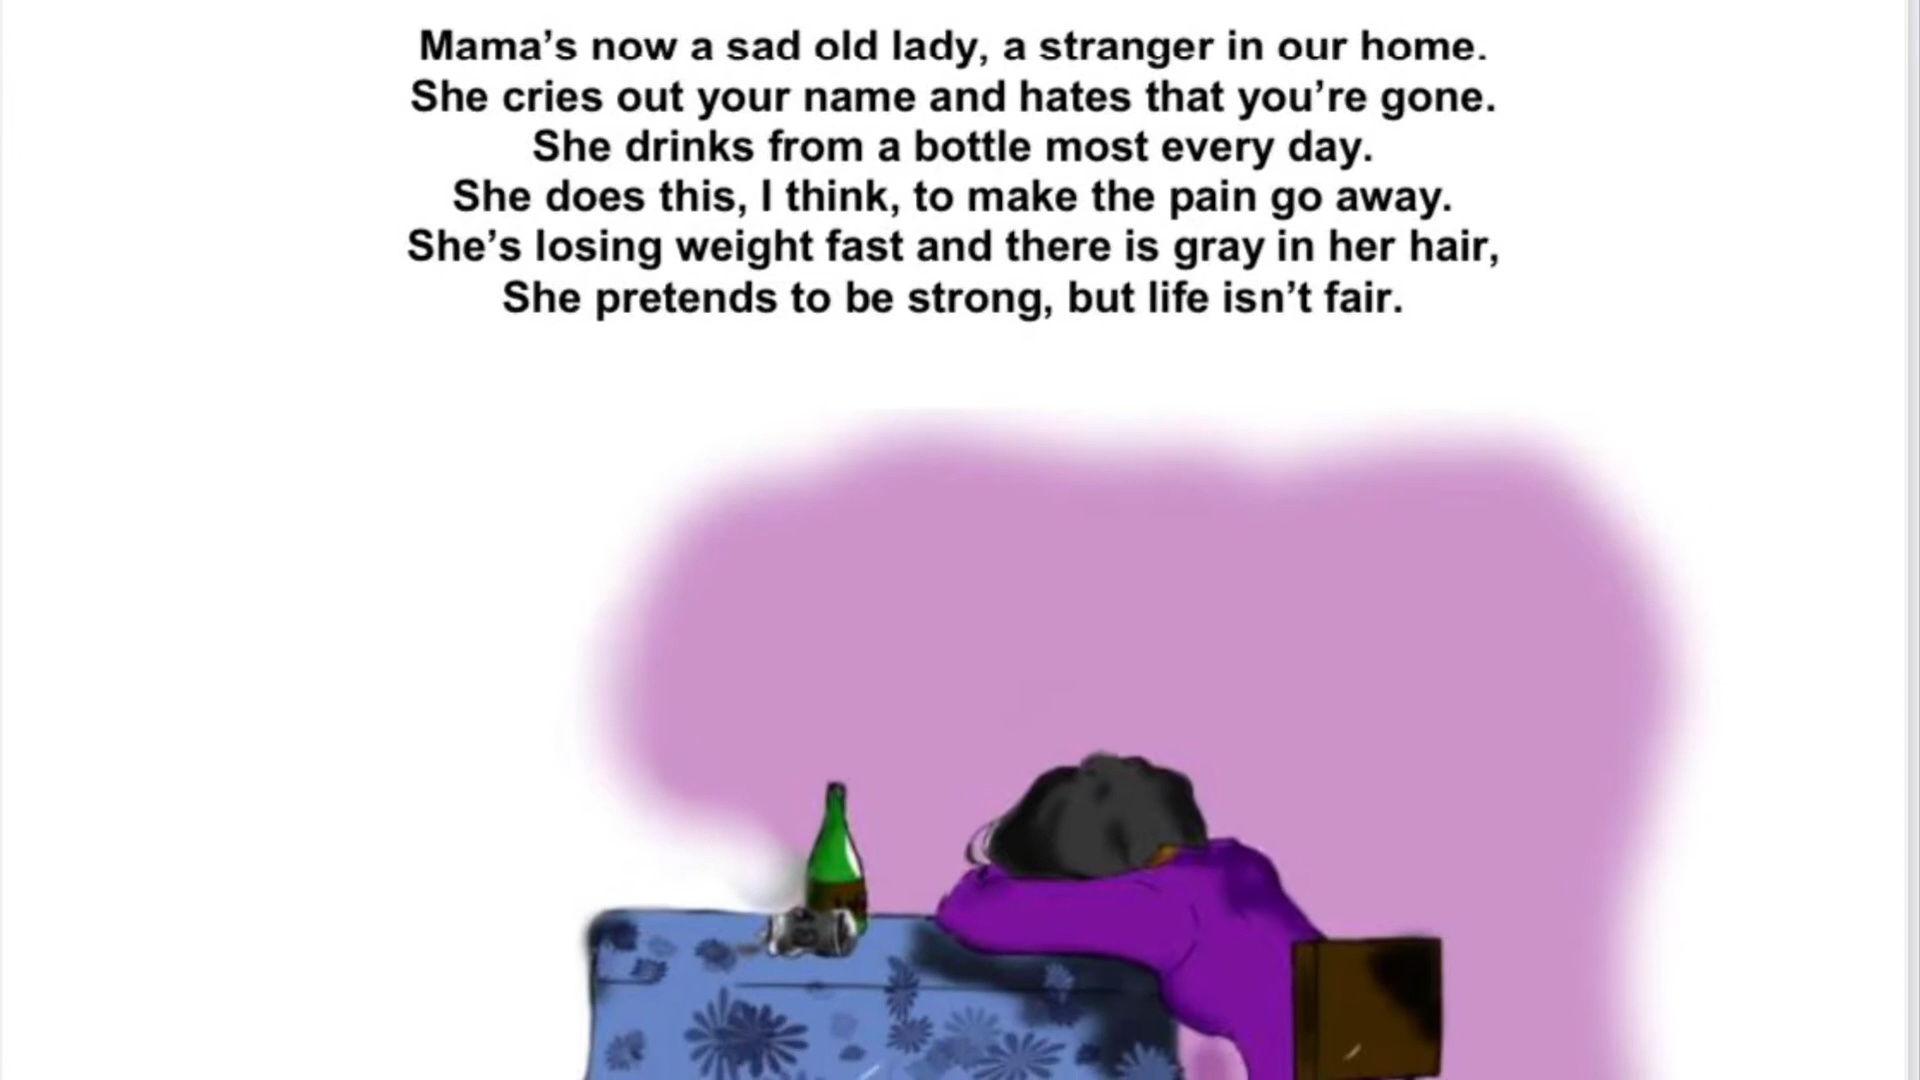 Mama’s now a sad old lady, a stranger in our home.
She cries out your name and hates that you’re gone.
She drinks from a bottle most every day.
She does this, I think, to make the pain go away.
She’s losing weight fast and there is gray in her hair,
She pretends to be strong, but life isn’t fair.